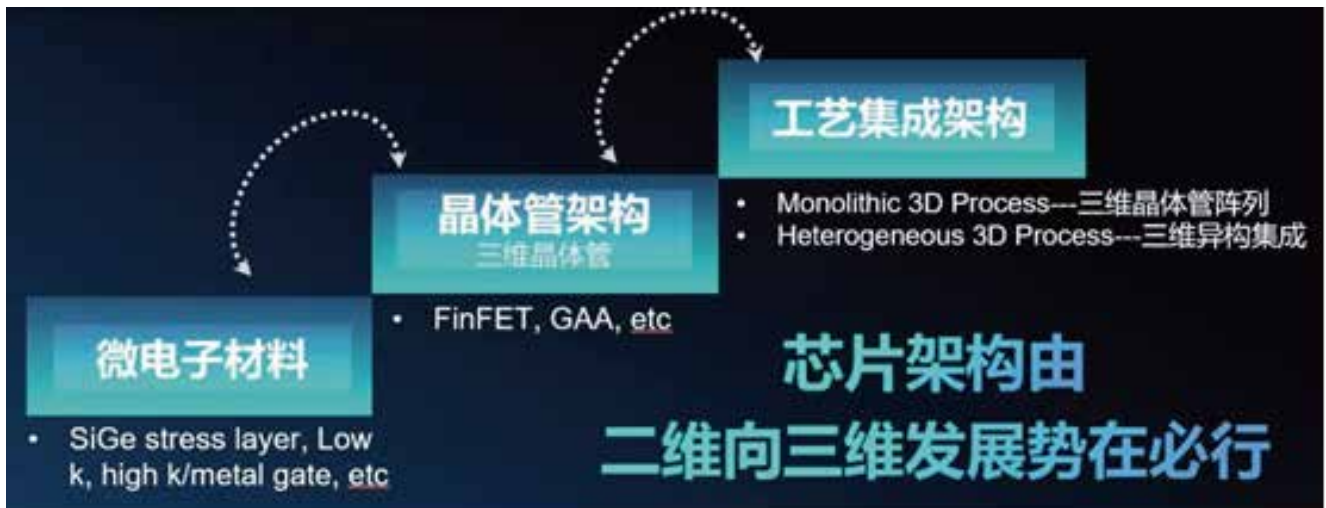 工艺集成架构
• Monolithic 3D Process---三维晶体管阵列
• Heterogeneous 3D Process---三维异构集成
晶体管架构
三维晶体管
• FinFET, GAA, etc
微电子材料
• SiGe stress layer, Low
k, high k/metal gate, etc
芯片架构由
二维向三维发展势在必行